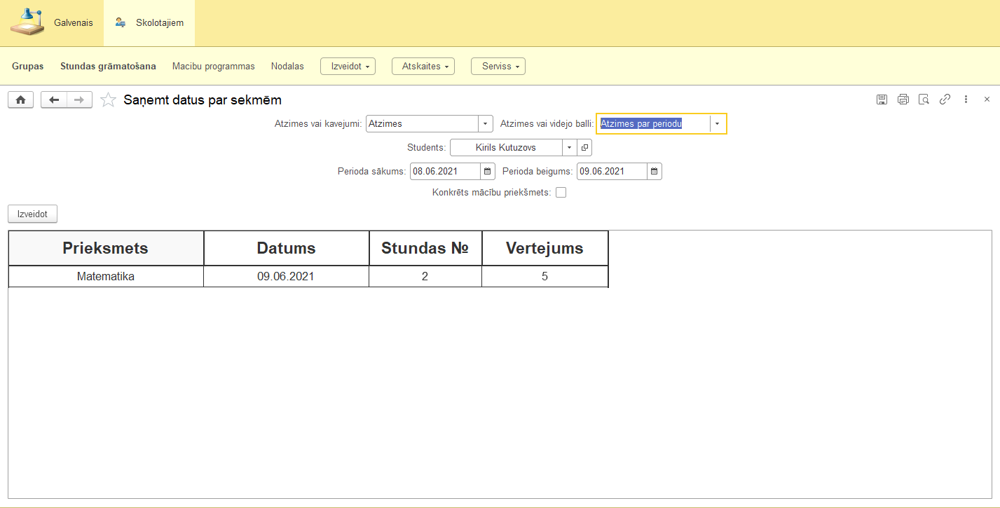 Galvenais Skolotajiem
Grupas Stundas grāmatošana Macibu programmas Nodalas Izveidot Atskaites Serviss
Saņemt datus par sekmēm
Atzimes vai kavejumi: Atzimes Atzimes vai videjo balli: Atzimes par periodu
Students: Kirils Kutuzovs
Perioda sākums: 08.06.2021 Perioda beigums: 09.06.2021
Konkrēts mācību priekšmets:
Izveidot
Prieksmets Datums Stundas № Vertejums
Matematika 09.06.2021 2 5